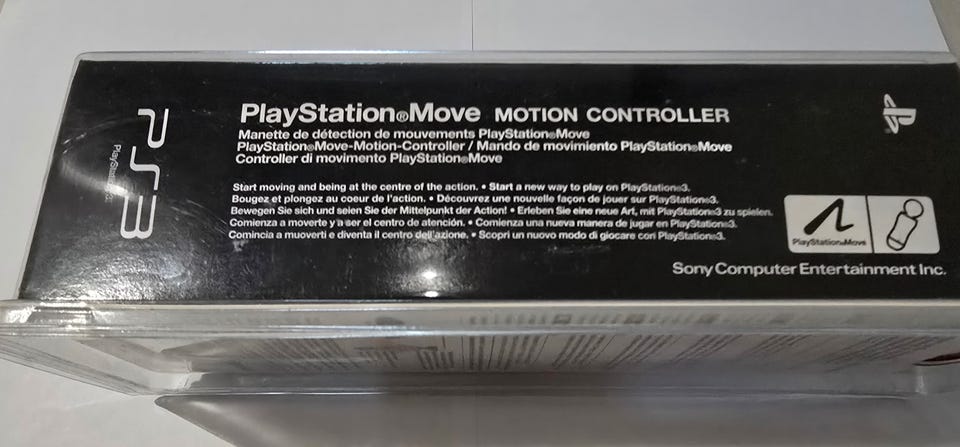 PS3
PlayStation®3
PlayStation®Move MOTION CONTROLLER
Manette de détection de mouvements PlayStation®Move
PlayStation®Move-Motion-Controller / Mando de movimiento PlayStation®Move
Controller di movimento PlayStation®Move
Start moving and being at the centre of the action. • Start a new way to play on PlayStation®3.
Bougez et plongez au coeur de l'action. • Découvrez une nouvelle façon de jouer sur PlayStation®3.
Bewegen Sie sich und seien Sie der Mittelpunkt der Action! • Erleben Sie eine neue Art, mit PlayStation®3 zu spielen.
Comienza a moverte y a ser el centro de atención. • Comienza una nueva manera de jugar en PlayStation®3.
Comincia a muoverti e diventa il centro dell'azione. • Scopri un nuovo modo di giocare con PlayStation®3.
PlayStation®Move
Sony Computer Entertainment Inc.